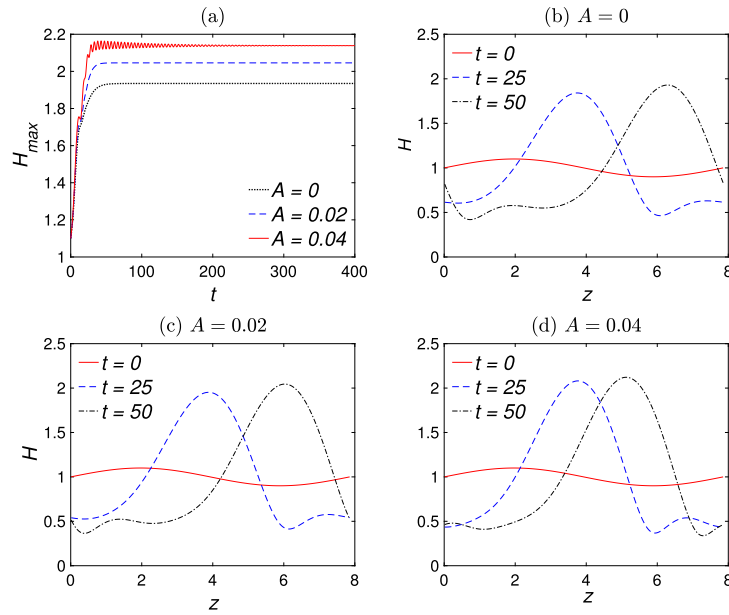 (a)
2.2
2
1.8
1.6
1.4
1.2
1
H_max
0 100 200 300 400
t
A = 0
A = 0.02
A = 0.04
(b) A = 0
2.5
2
1.5
1
0.5
0
H
0 2 4 6 8
z
t = 0
t = 25
t = 50
(c) A = 0.02
2.5
2
1.5
1
0.5
0
H
0 2 4 6 8
z
t = 0
t = 25
t = 50
(d) A = 0.04
2.5
2
1.5
1
0.5
0
H
0 2 4 6 8
z
t = 0
t = 25
t = 50